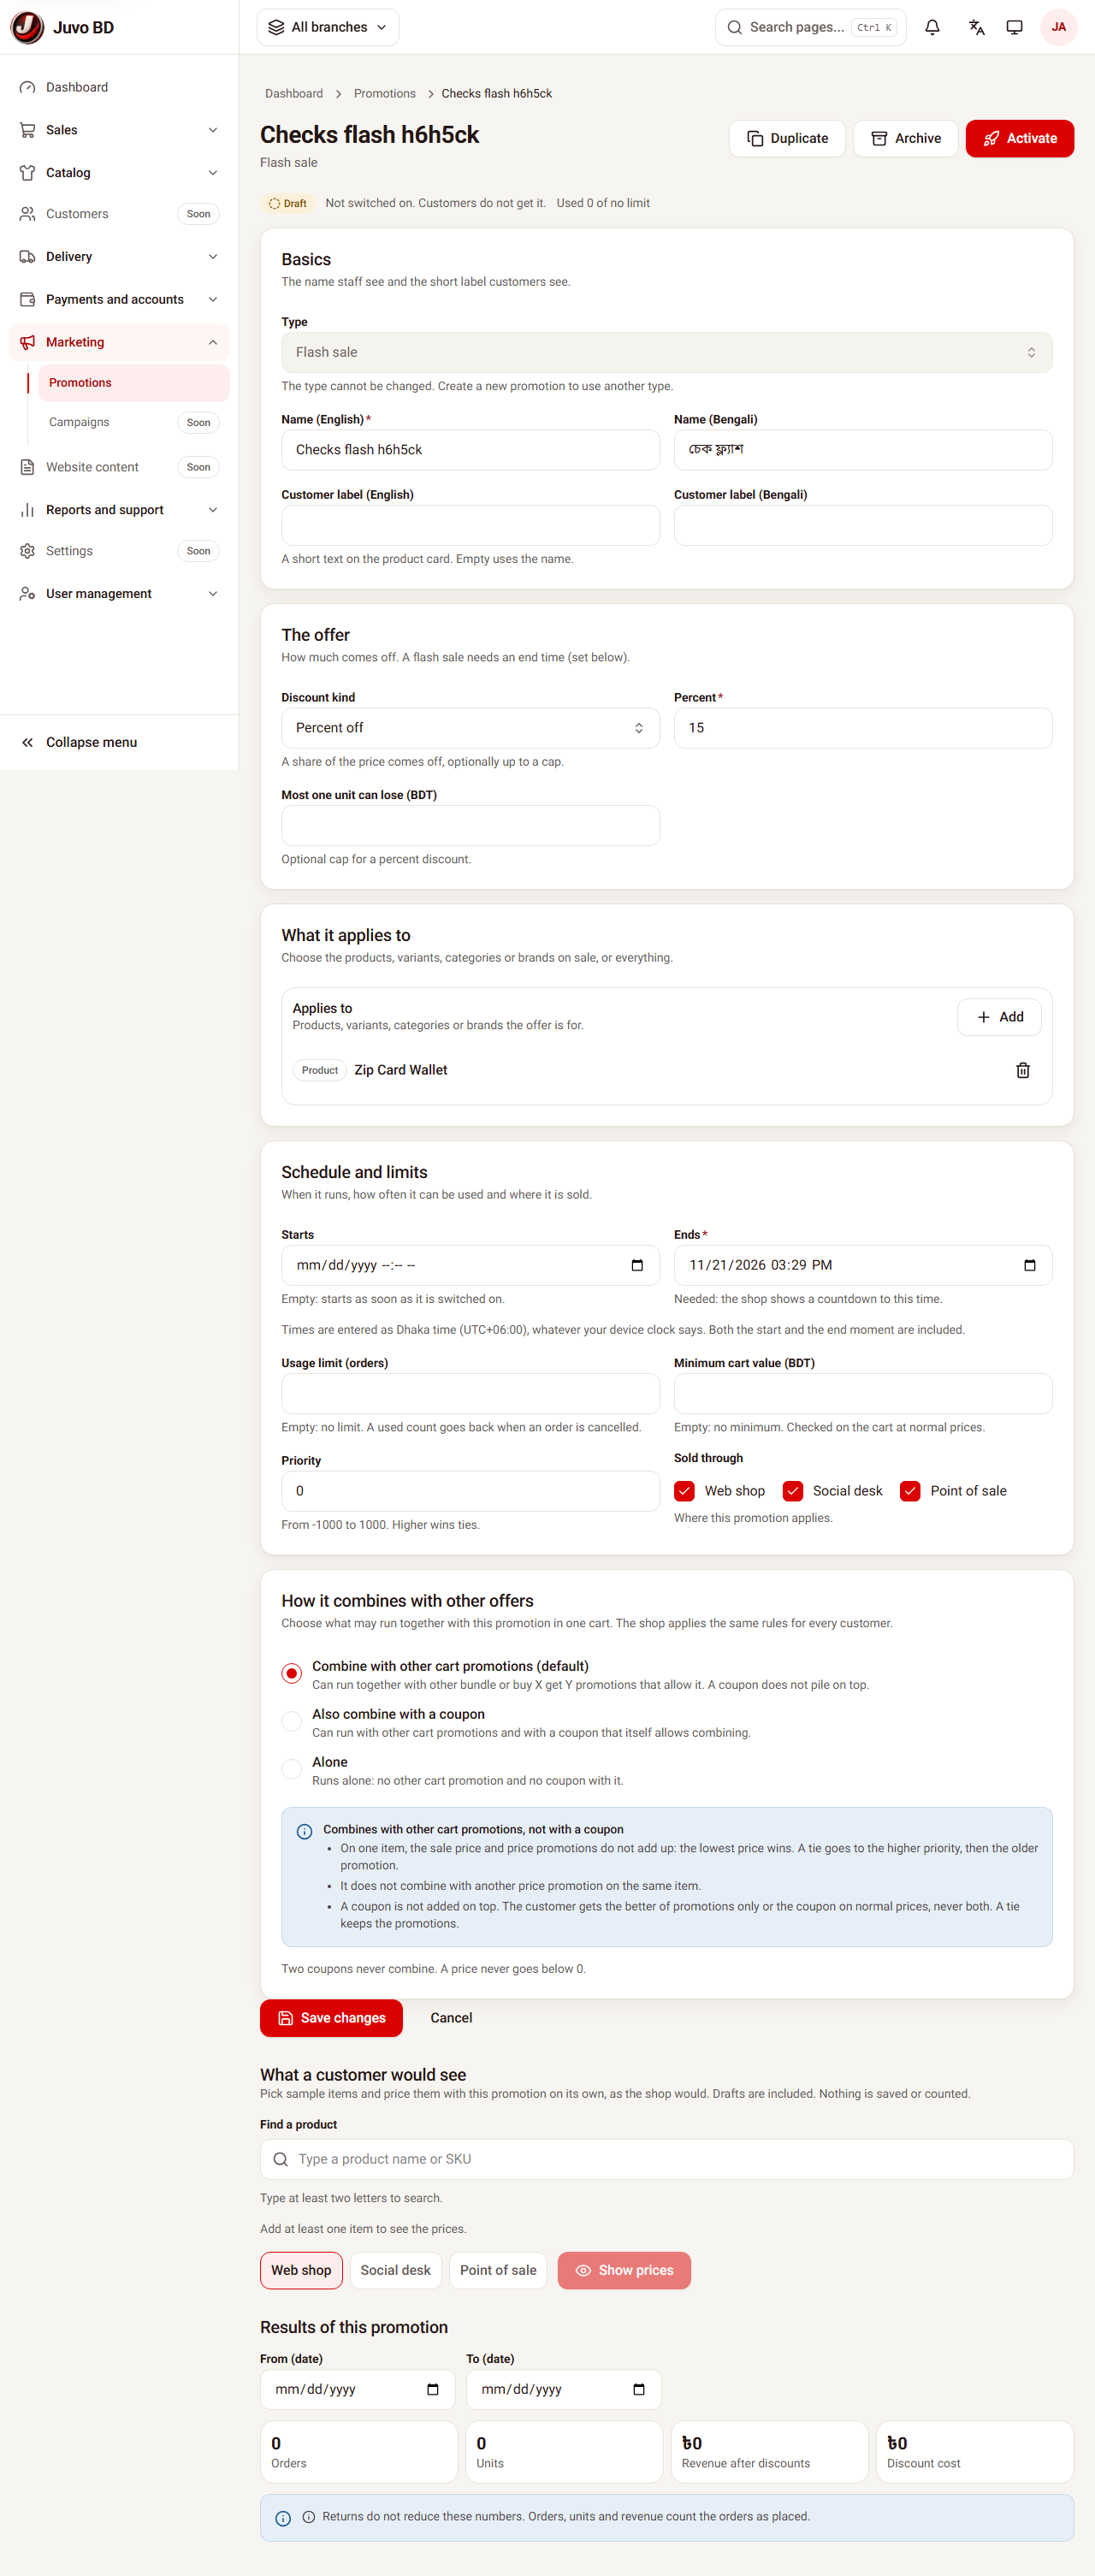 Juvo BD
All branches
Search pages...
Ctrl K
JA
Dashboard
Sales
Catalog
Customers
Soon
Delivery
Payments and accounts
Marketing
Promotions
Campaigns
Soon
Website content
Soon
Reports and support
Settings
Soon
User management
Collapse menu
Dashboard > Promotions > Checks flash h6h5ck
Checks flash h6h5ck
Duplicate
Archive
Activate
Flash sale
Draft
Not switched on. Customers do not get it.
Used 0 of no limit
Basics
The name staff see and the short label customers see.
Type
Flash sale
The type cannot be changed. Create a new promotion to use another type.
Name (English)*
Name (Bengali)
Checks flash h6h5ck
চেক ফ্ল্যাশ
Customer label (English)
Customer label (Bengali)
A short text on the product card. Empty uses the name.
The offer
How much comes off. A flash sale needs an end time (set below).
Discount kind
Percent*
Percent off
15
A share of the price comes off, optionally up to a cap.
Most one unit can lose (BDT)
Optional cap for a percent discount.
What it applies to
Choose the products, variants, categories or brands on sale, or everything.
Applies to
Products, variants, categories or brands the offer is for.
Add
Product
Zip Card Wallet
Schedule and limits
When it runs, how often it can be used and where it is sold.
Starts
Ends*
mm/dd/yyyy --:-- --
11/21/2026 03:29 PM
Empty: starts as soon as it is switched on.
Needed: the shop shows a countdown to this time.
Times are entered as Dhaka time (UTC+06:00), whatever your device clock says. Both the start and the end moment are included.
Usage limit (orders)
Minimum cart value (BDT)
Empty: no limit. A used count goes back when an order is cancelled.
Empty: no minimum. Checked on the cart at normal prices.
Priority
Sold through
0
Web shop
Social desk
Point of sale
From -1000 to 1000. Higher wins ties.
Where this promotion applies.
How it combines with other offers
Choose what may run together with this promotion in one cart. The shop applies the same rules for every customer.
Combine with other cart promotions (default)
Can run together with other bundle or buy X get Y promotions that allow it. A coupon does not pile on top.
Also combine with a coupon
Can run with other cart promotions and with a coupon that itself allows combining.
Alone
Runs alone: no other cart promotion and no coupon with it.
Combines with other cart promotions, not with a coupon
• On one item, the sale price and price promotions do not add up: the lowest price wins. A tie goes to the higher priority, then the older
promotion.
• It does not combine with another price promotion on the same item.
• A coupon is not added on top. The customer gets the better of promotions only or the coupon on normal prices, never both. A tie
keeps the promotions.
Two coupons never combine. A price never goes below 0.
Save changes
Cancel
What a customer would see
Pick sample items and price them with this promotion on its own, as the shop would. Drafts are included. Nothing is saved or counted.
Find a product
Type a product name or SKU
Type at least two letters to search.
Add at least one item to see the prices.
Web shop
Social desk
Point of sale
Show prices
Results of this promotion
From (date)
To (date)
mm/dd/yyyy
mm/dd/yyyy
0
Orders
0
Units
৳0
Revenue after discounts
৳0
Discount cost
Returns do not reduce these numbers. Orders, units and revenue count the orders as placed.